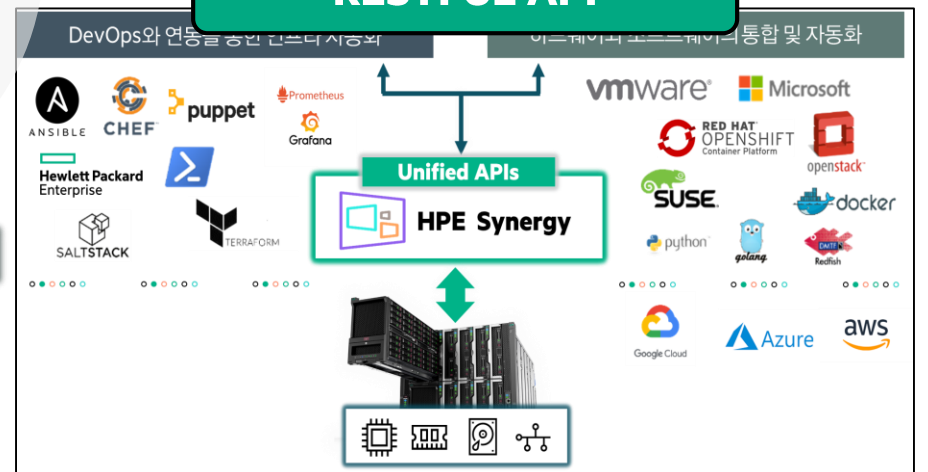 RESTFUL API
DevOps와 연동을 통한 인프라 자동화
하드웨어와 소프트웨어의 통합 및 자동화
ANSIBLE
CHEF
puppet
Prometheus
Grafana
Hewlett Packard
Enterprise
SALTSTACK
TERRAFORM
Unified APIs
HPE Synergy
vmware
Microsoft
RED HAT
OPENSHIFT
Container Platform
openstack
SUSE
docker
python
golang
DMTF
Redfish
Google Cloud
Azure
aws